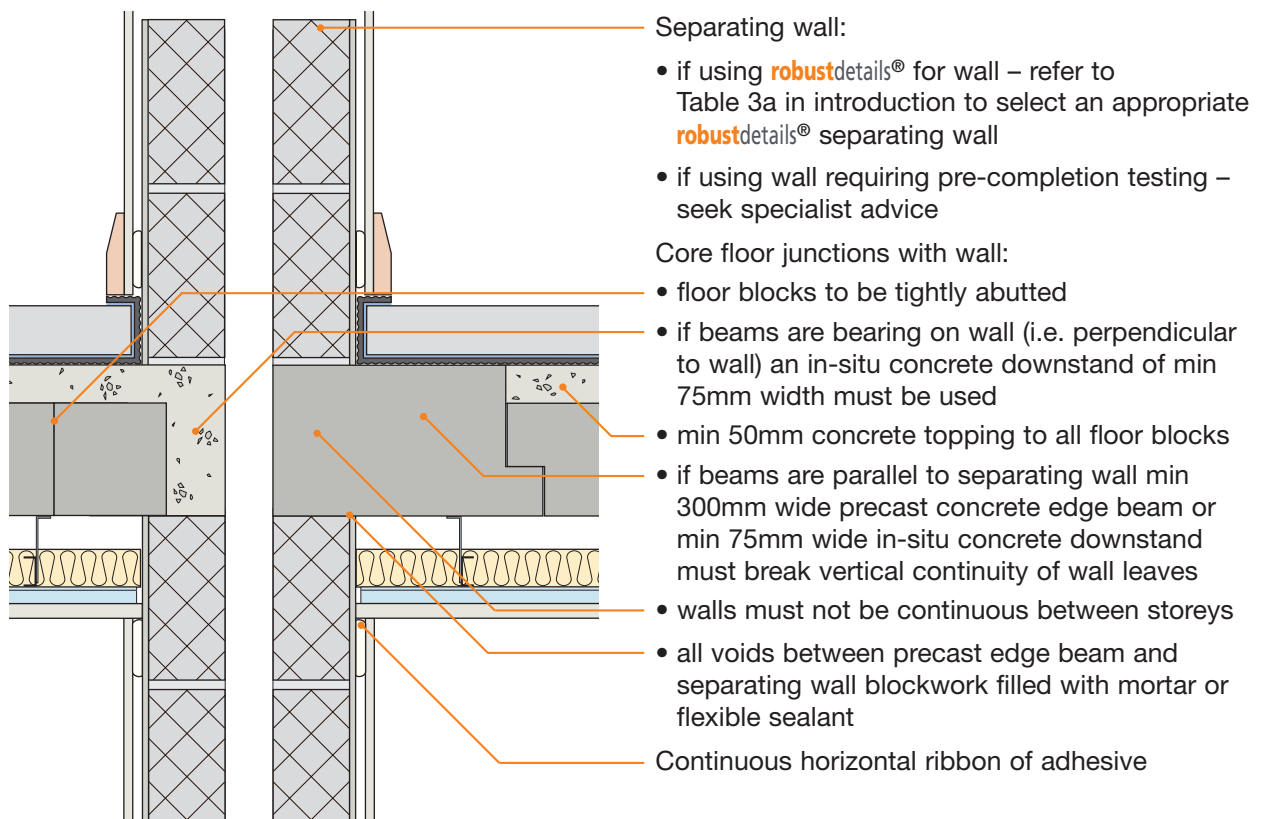 Separating wall:
• if using robustdetails® for wall – refer to
Table 3a in introduction to select an appropriate
robustdetails® separating wall
• if using wall requiring pre-completion testing –
seek specialist advice
Core floor junctions with wall:
• floor blocks to be tightly abutted
• if beams are bearing on wall (i.e. perpendicular
to wall) an in-situ concrete downstand of min
75mm width must be used
• min 50mm concrete topping to all floor blocks
• if beams are parallel to separating wall min
300mm wide precast concrete edge beam or
min 75mm wide in-situ concrete downstand
must break vertical continuity of wall leaves
• walls must not be continuous between storeys
• all voids between precast edge beam and
separating wall blockwork filled with mortar or
flexible sealant
Continuous horizontal ribbon of adhesive